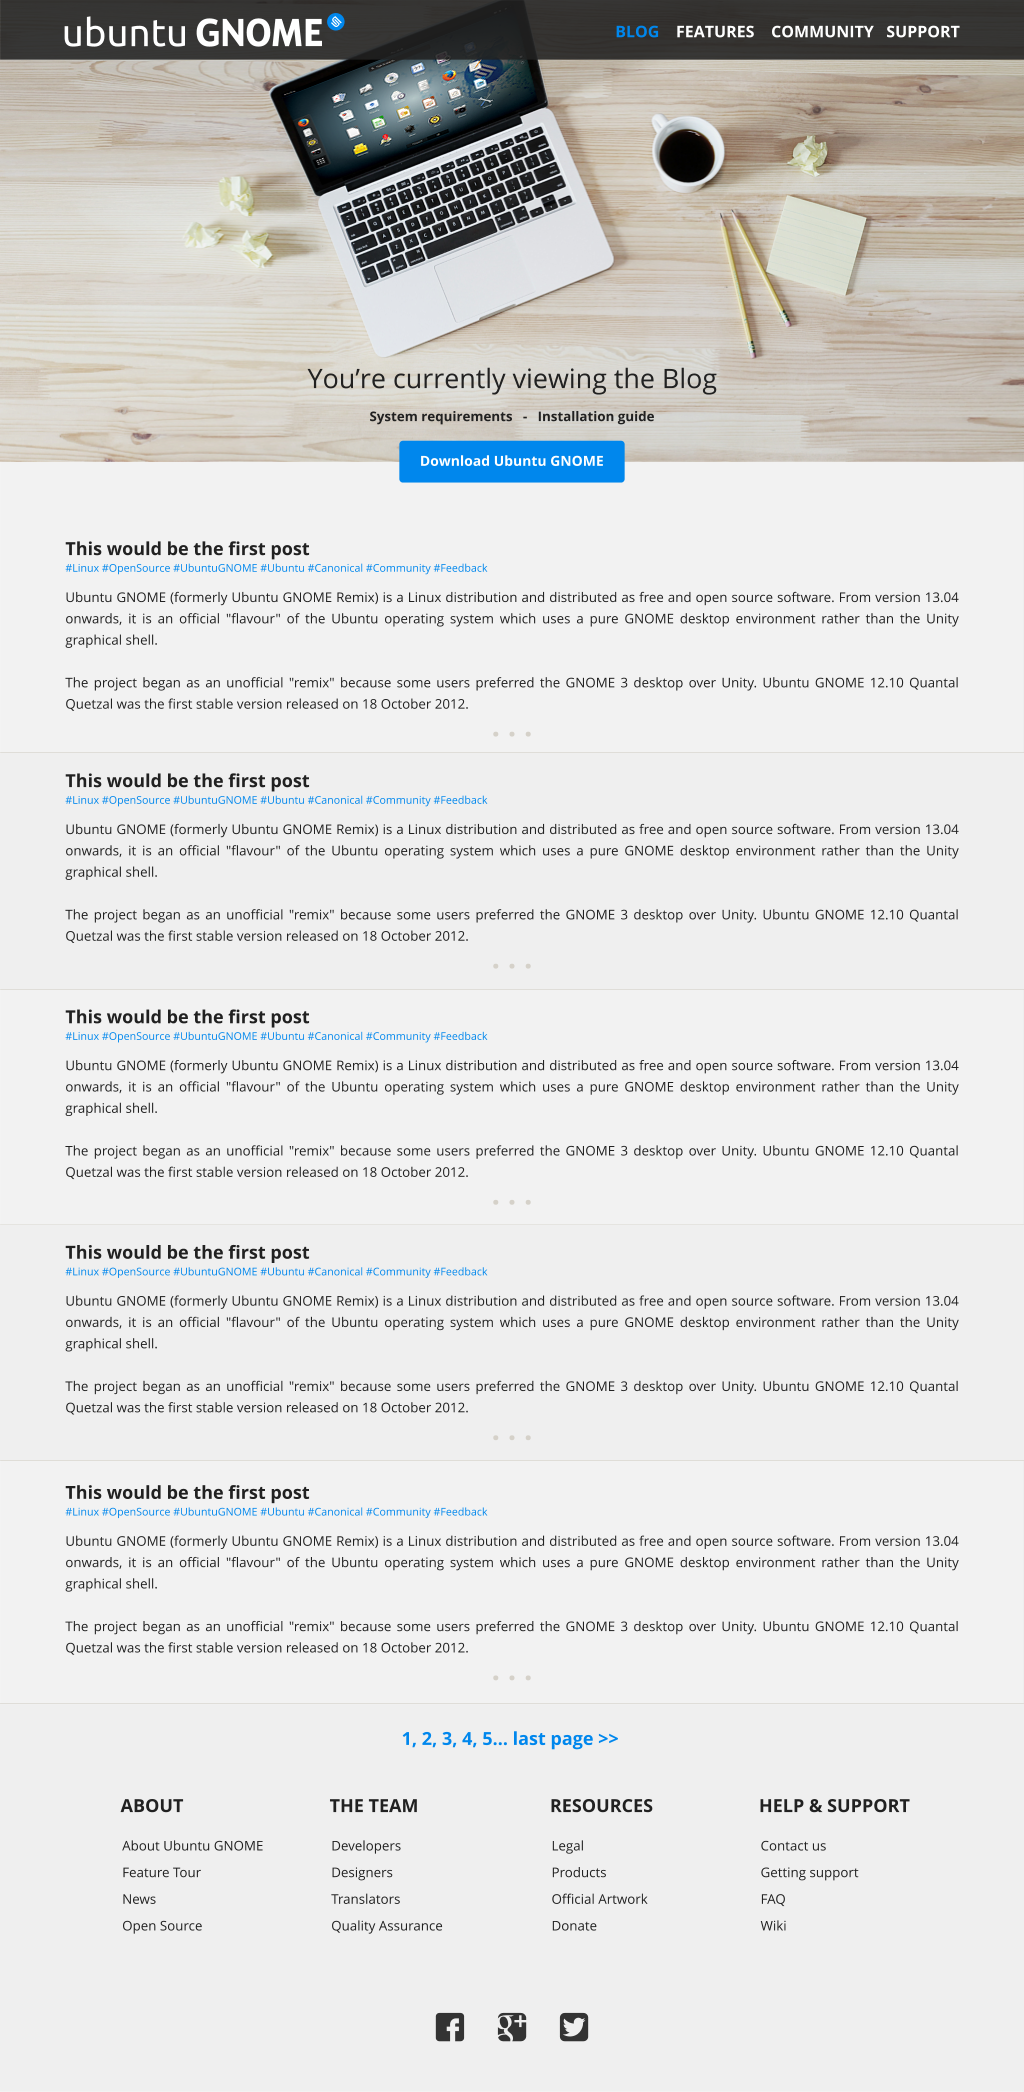 ubuntu GNOME
BLOG FEATURES COMMUNITY SUPPORT
You’re currently viewing the Blog
System requirements - Installation guide
Download Ubuntu GNOME
This would be the first post
#Linux #OpenSource #UbuntuGNOME #Ubuntu #Canonical #Community #Feedback
Ubuntu GNOME (formerly Ubuntu GNOME Remix) is a Linux distribution and distributed as free and open source software. From version 13.04
onwards, it is an official "flavour" of the Ubuntu operating system which uses a pure GNOME desktop environment rather than the Unity
graphical shell.
The project began as an unofficial "remix" because some users preferred the GNOME 3 desktop over Unity. Ubuntu GNOME 12.10 Quantal
Quetzal was the first stable version released on 18 October 2012.
This would be the first post
#Linux #OpenSource #UbuntuGNOME #Ubuntu #Canonical #Community #Feedback
Ubuntu GNOME (formerly Ubuntu GNOME Remix) is a Linux distribution and distributed as free and open source software. From version 13.04
onwards, it is an official "flavour" of the Ubuntu operating system which uses a pure GNOME desktop environment rather than the Unity
graphical shell.
The project began as an unofficial "remix" because some users preferred the GNOME 3 desktop over Unity. Ubuntu GNOME 12.10 Quantal
Quetzal was the first stable version released on 18 October 2012.
This would be the first post
#Linux #OpenSource #UbuntuGNOME #Ubuntu #Canonical #Community #Feedback
Ubuntu GNOME (formerly Ubuntu GNOME Remix) is a Linux distribution and distributed as free and open source software. From version 13.04
onwards, it is an official "flavour" of the Ubuntu operating system which uses a pure GNOME desktop environment rather than the Unity
graphical shell.
The project began as an unofficial "remix" because some users preferred the GNOME 3 desktop over Unity. Ubuntu GNOME 12.10 Quantal
Quetzal was the first stable version released on 18 October 2012.
This would be the first post
#Linux #OpenSource #UbuntuGNOME #Ubuntu #Canonical #Community #Feedback
Ubuntu GNOME (formerly Ubuntu GNOME Remix) is a Linux distribution and distributed as free and open source software. From version 13.04
onwards, it is an official "flavour" of the Ubuntu operating system which uses a pure GNOME desktop environment rather than the Unity
graphical shell.
The project began as an unofficial "remix" because some users preferred the GNOME 3 desktop over Unity. Ubuntu GNOME 12.10 Quantal
Quetzal was the first stable version released on 18 October 2012.
This would be the first post
#Linux #OpenSource #UbuntuGNOME #Ubuntu #Canonical #Community #Feedback
Ubuntu GNOME (formerly Ubuntu GNOME Remix) is a Linux distribution and distributed as free and open source software. From version 13.04
onwards, it is an official "flavour" of the Ubuntu operating system which uses a pure GNOME desktop environment rather than the Unity
graphical shell.
The project began as an unofficial "remix" because some users preferred the GNOME 3 desktop over Unity. Ubuntu GNOME 12.10 Quantal
Quetzal was the first stable version released on 18 October 2012.
1, 2, 3, 4, 5... last page >>
ABOUT
About Ubuntu GNOME
Feature Tour
News
Open Source
THE TEAM
Developers
Designers
Translators
Quality Assurance
RESOURCES
Legal
Products
Official Artwork
Donate
HELP & SUPPORT
Contact us
Getting support
FAQ
Wiki